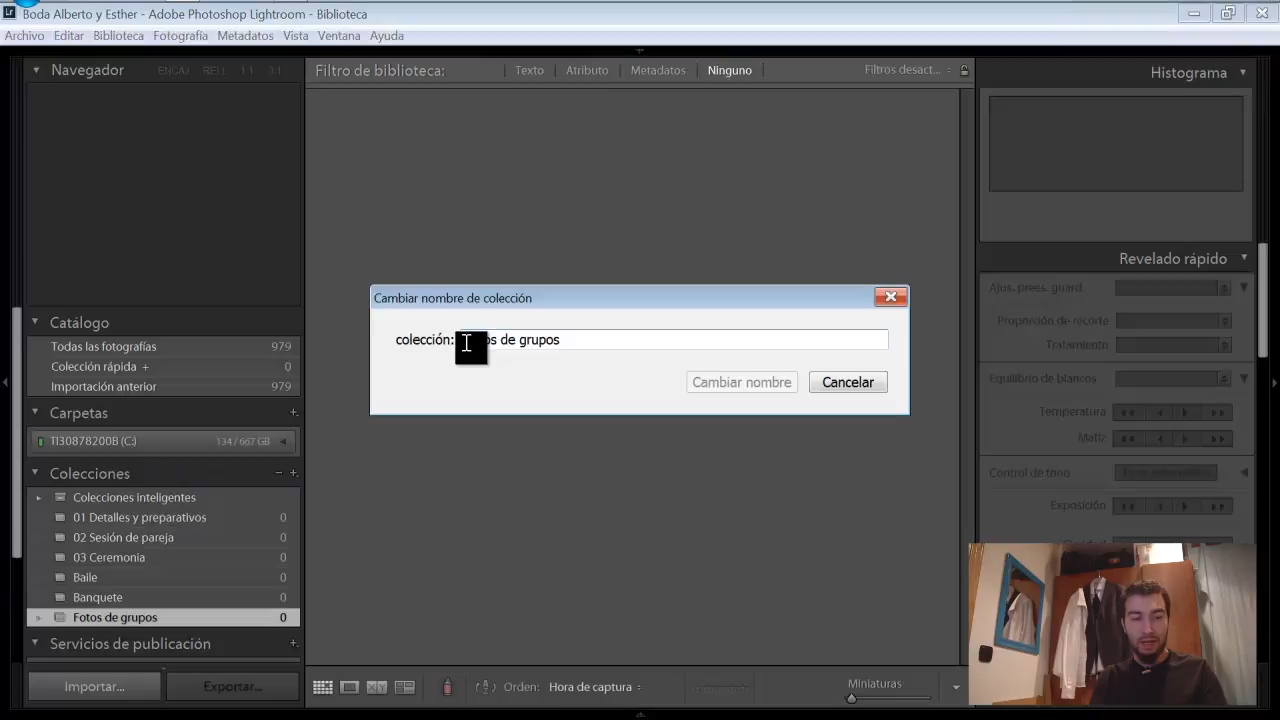 Lr Boda Alberto y Esther - Adobe Photoshop Lightroom - Biblioteca
Archivo Editar Biblioteca Fotografía Metadatos Vista Ventana Ayuda
Navegador
Filtro de biblioteca: Texto Atributo Metadatos Ninguno Filtros desact...
Histograma
Revelado rápido
Ajus. prees. guard.
Proporción de recorte
Tratamiento
Equilibrio de blancos
Temperatura
Matiz
Control de tono
Exposición
Cambiar nombre de colección
colección: os de grupos
Cambiar nombre Cancelar
Catálogo
Todas las fotografías 979
Colección rápida + 0
Importación anterior 979
Carpetas
TI30878200B (C:) 134 / 667 GB
Colecciones
Colecciones inteligentes
01 Detalles y preparativos 0
02 Sesión de pareja 0
03 Ceremonia 0
Baile 0
Banquete 0
Fotos de grupos 0
Servicios de publicación
Importar... Exportar...
Orden: Hora de captura
Miniaturas